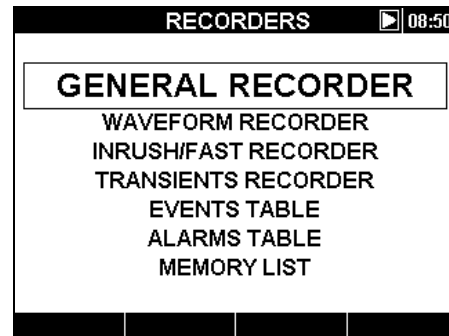 RECORDERS 08:50
GENERAL RECORDER
WAVEFORM RECORDER
INRUSH/FAST RECORDER
TRANSIENTS RECORDER
EVENTS TABLE
ALARMS TABLE
MEMORY LIST